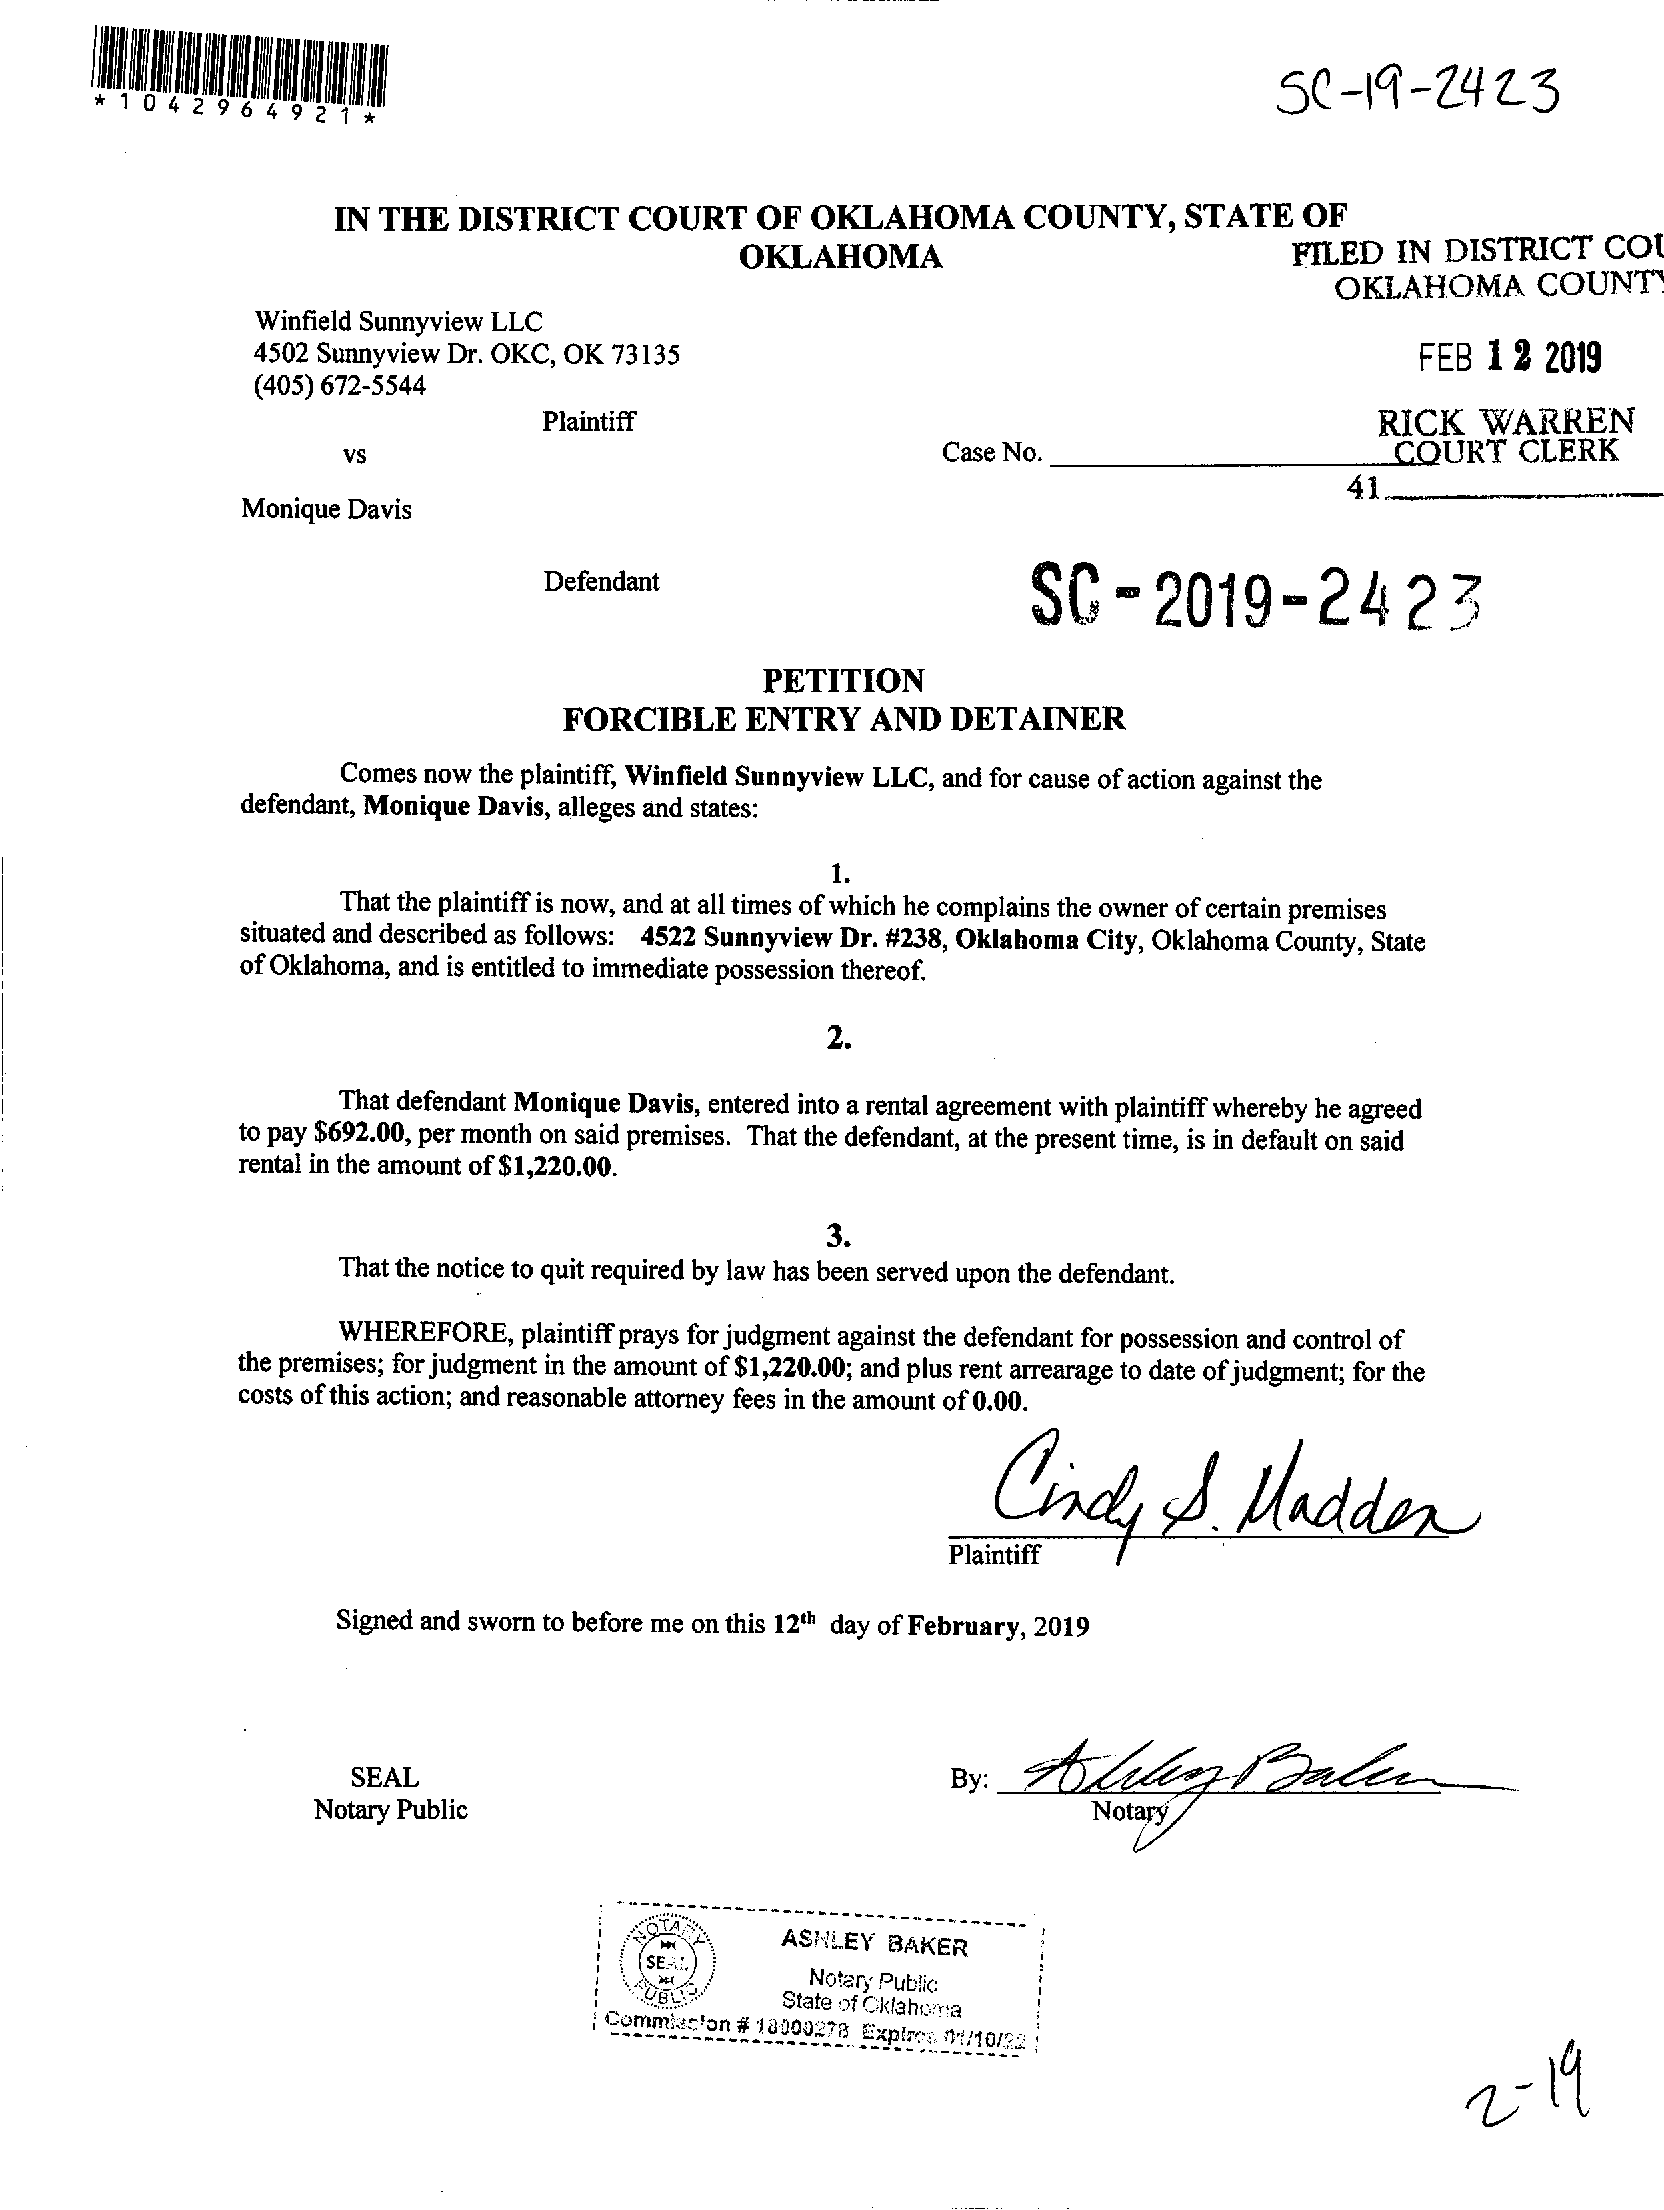 *1042964921*
SC-19-2423
IN THE DISTRICT COURT OF OKLAHOMA COUNTY, STATE OF
OKLAHOMA
FILED IN DISTRICT COU
OKLAHOMA COUNTY
Winfield Sunnyview LLC
4502 Sunnyview Dr. OKC, OK 73135
(405) 672-5544
FEB 12 2019
Plaintiff
RICK WARREN
COURT CLERK
vs
Case No.
41
Monique Davis
Defendant
SC-2019-2423
PETITION
FORCIBLE ENTRY AND DETAINER
Comes now the plaintiff, Winfield Sunnyview LLC, and for cause of action against the
defendant, Monique Davis, alleges and states:
1.
That the plaintiff is now, and at all times of which he complains the owner of certain premises
situated and described as follows: 4522 Sunnyview Dr. #238, Oklahoma City, Oklahoma County, State
of Oklahoma, and is entitled to immediate possession thereof.
2.
That defendant Monique Davis, entered into a rental agreement with plaintiff whereby he agreed
to pay $692.00, per month on said premises. That the defendant, at the present time, is in default on said
rental in the amount of $1,220.00.
3.
That the notice to quit required by law has been served upon the defendant.
WHEREFORE, plaintiff prays for judgment against the defendant for possession and control of
the premises; for judgment in the amount of $1,220.00; and plus rent arrearage to date of judgment; for the
costs of this action; and reasonable attorney fees in the amount of 0.00.
Cindy S. Madden
Plaintiff
Signed and sworn to before me on this 12th day of February, 2019
SEAL
Notary Public
By: Ashley Baker
Notary
NOTARY
SEAL
PUBLIC
ASHLEY BAKER
Notary Public
State of Oklahoma
Commission # 18000278 Expires 01/10/22
2-19